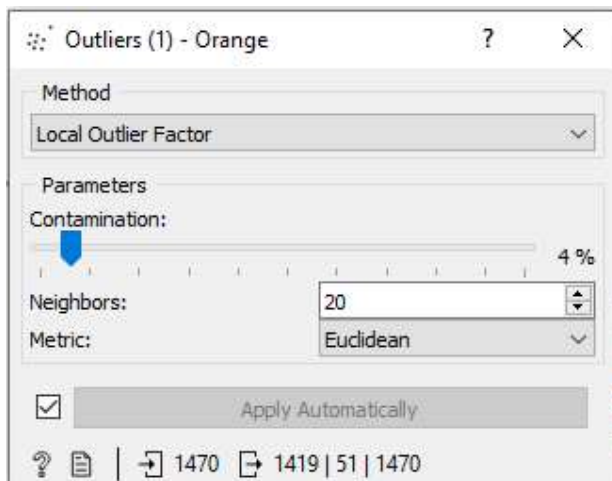 Outliers (1) - Orange ? ×
Method
Local Outlier Factor
Parameters
Contamination:
4 %
Neighbors: 20
Metric: Euclidean
Apply Automatically
? 1470 1419 | 51 | 1470